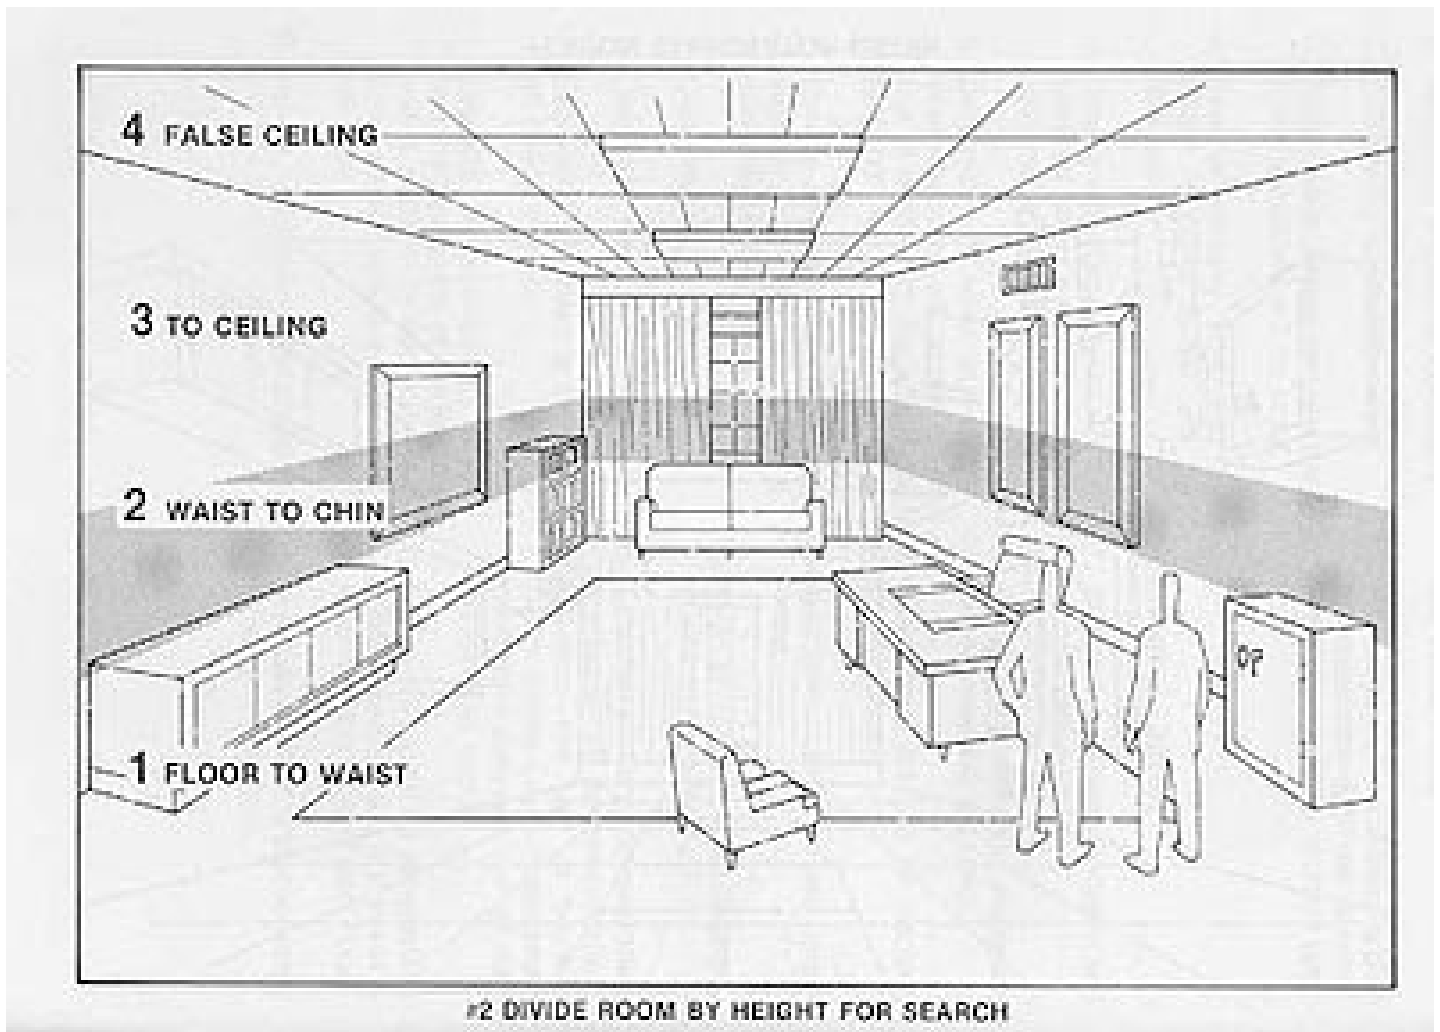 4 FALSE CEILING
3 TO CEILING
2 WAIST TO CHIN
1 FLOOR TO WAIST
#2 DIVIDE ROOM BY HEIGHT FOR SEARCH